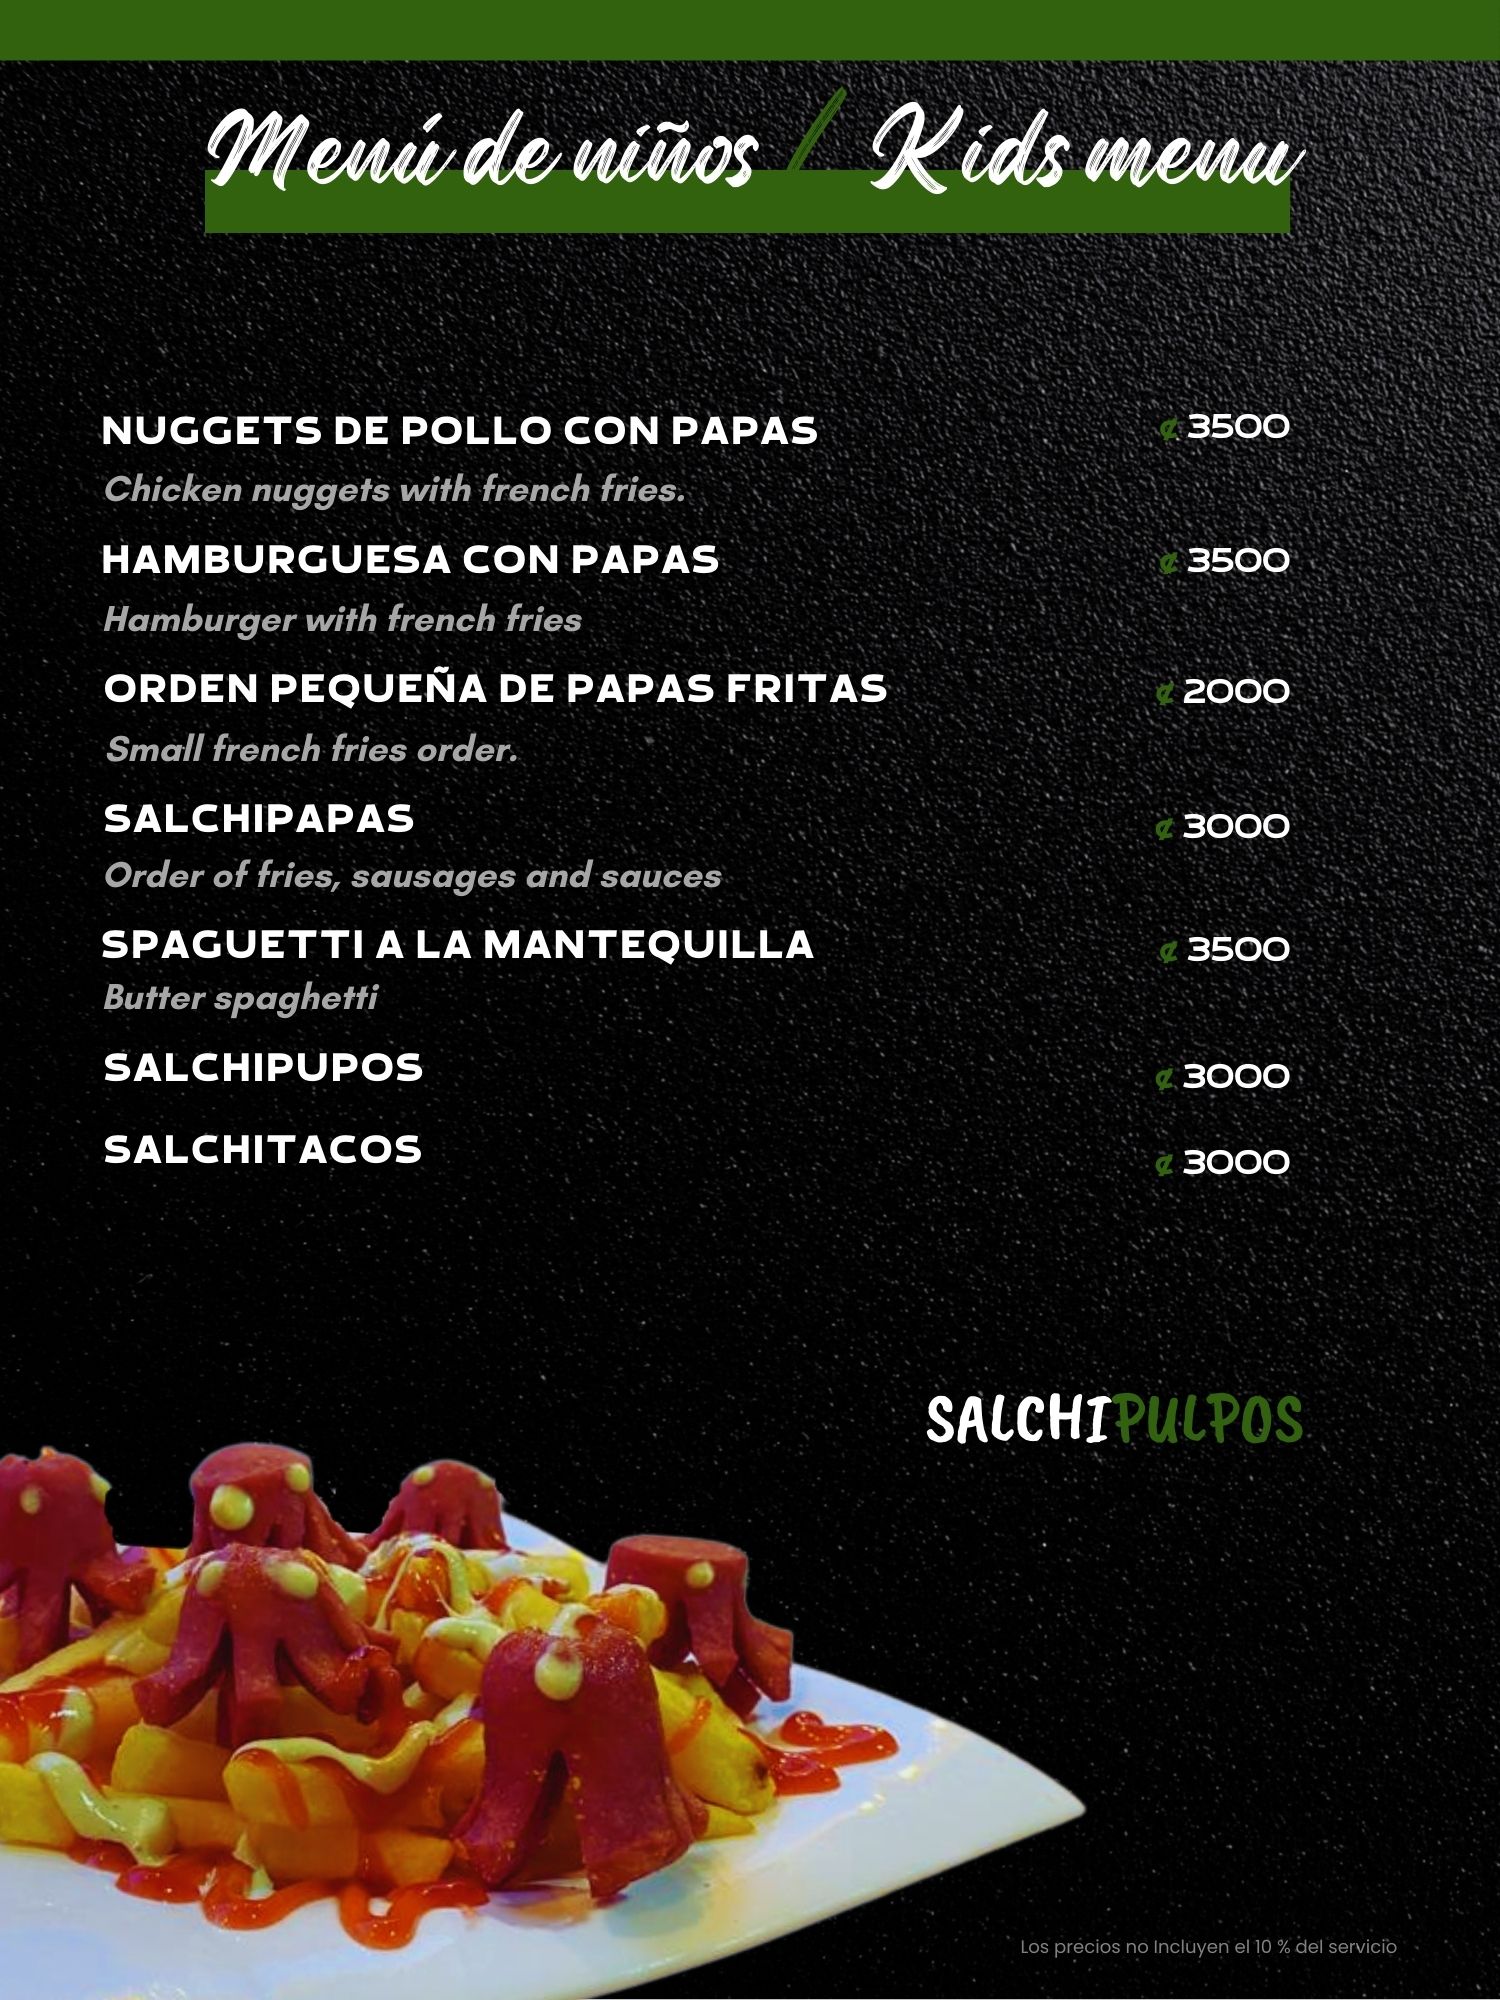 Menú de niños / Kids menu
NUGGETS DE POLLO CON PAPAS ₡ 3500
Chicken nuggets with french fries.
HAMBURGUESA CON PAPAS ₡ 3500
Hamburger with french fries
ORDEN PEQUEÑA DE PAPAS FRITAS ₡ 2000
Small french fries order.
SALCHIPAPAS ₡ 3000
Order of fries, sausages and sauces
SPAGUETTI A LA MANTEQUILLA ₡ 3500
Butter spaghetti
SALCHIPUPOS ₡ 3000
SALCHITACOS ₡ 3000
SALCHIPULPOS
Los precios no Incluyen el 10 % del servicio